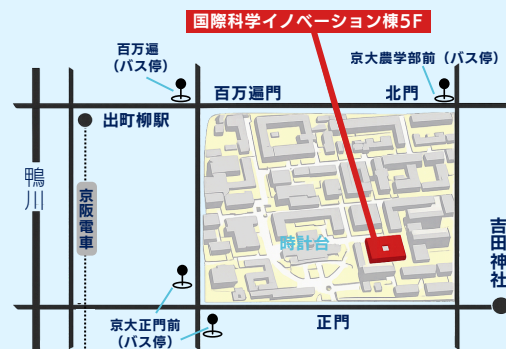 国際科学イノベーション棟5F
百万遍
（バス停）
京大農学部前（バス停）
百万遍門
北門
出町柳駅
鴨川
京阪電車
時計台
吉田神社
京大正門前
（バス停）
正門